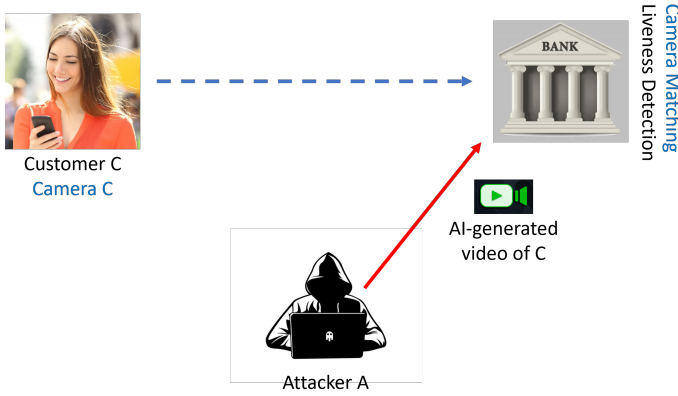 BANK
Camera Matching
Liveness Detection
Customer C
Camera C
AI-generated
video of C
Attacker A